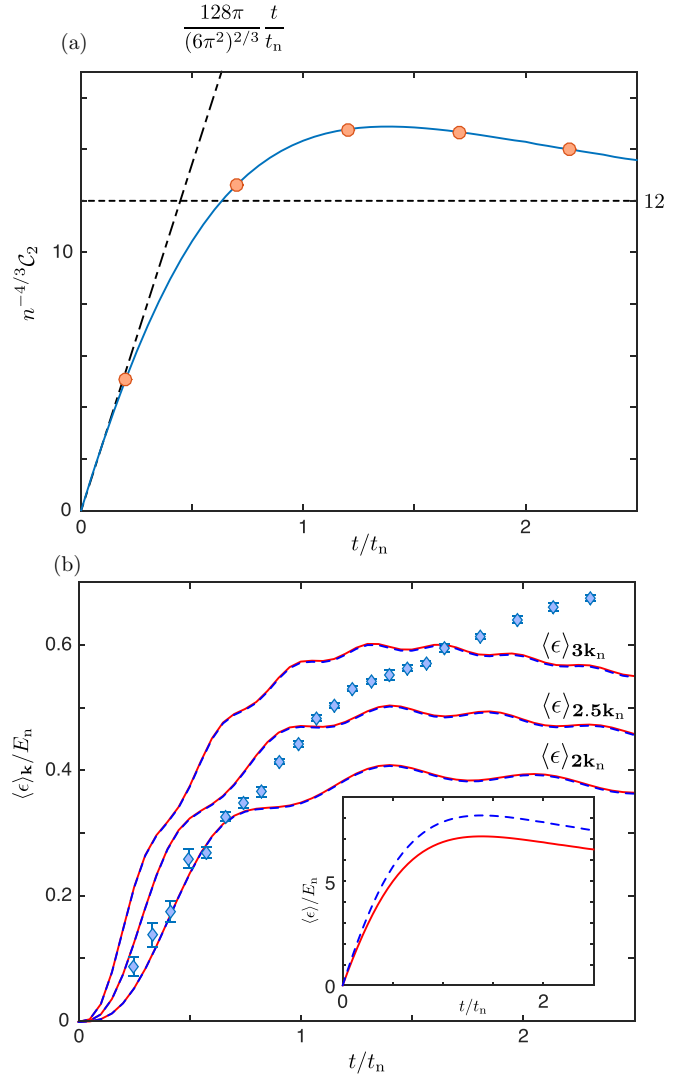 128π/(6π²)^{2/3} t/t_n
(a)
n^{-4/3}C_2
10
0
12
0
1
2
t/t_n
(b)
⟨ϵ⟩_k/E_n
0.6
0.4
0.2
0
⟨ϵ⟩_{3k_n}
⟨ϵ⟩_{2.5k_n}
⟨ϵ⟩_{2k_n}
⟨ϵ⟩/E_n
5
0
0
2
t/t_n
0
1
2
t/t_n